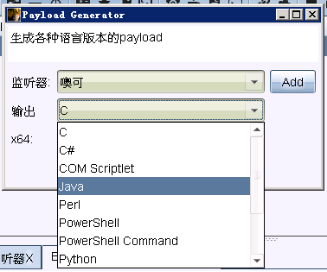 Payload Generator
生成各种语言版本的payload
监听器:
噢可
Add
输出
C
x64:
C
C#
COM Scriptlet
Java
Perl
PowerShell
PowerShell Command
Python
听器X